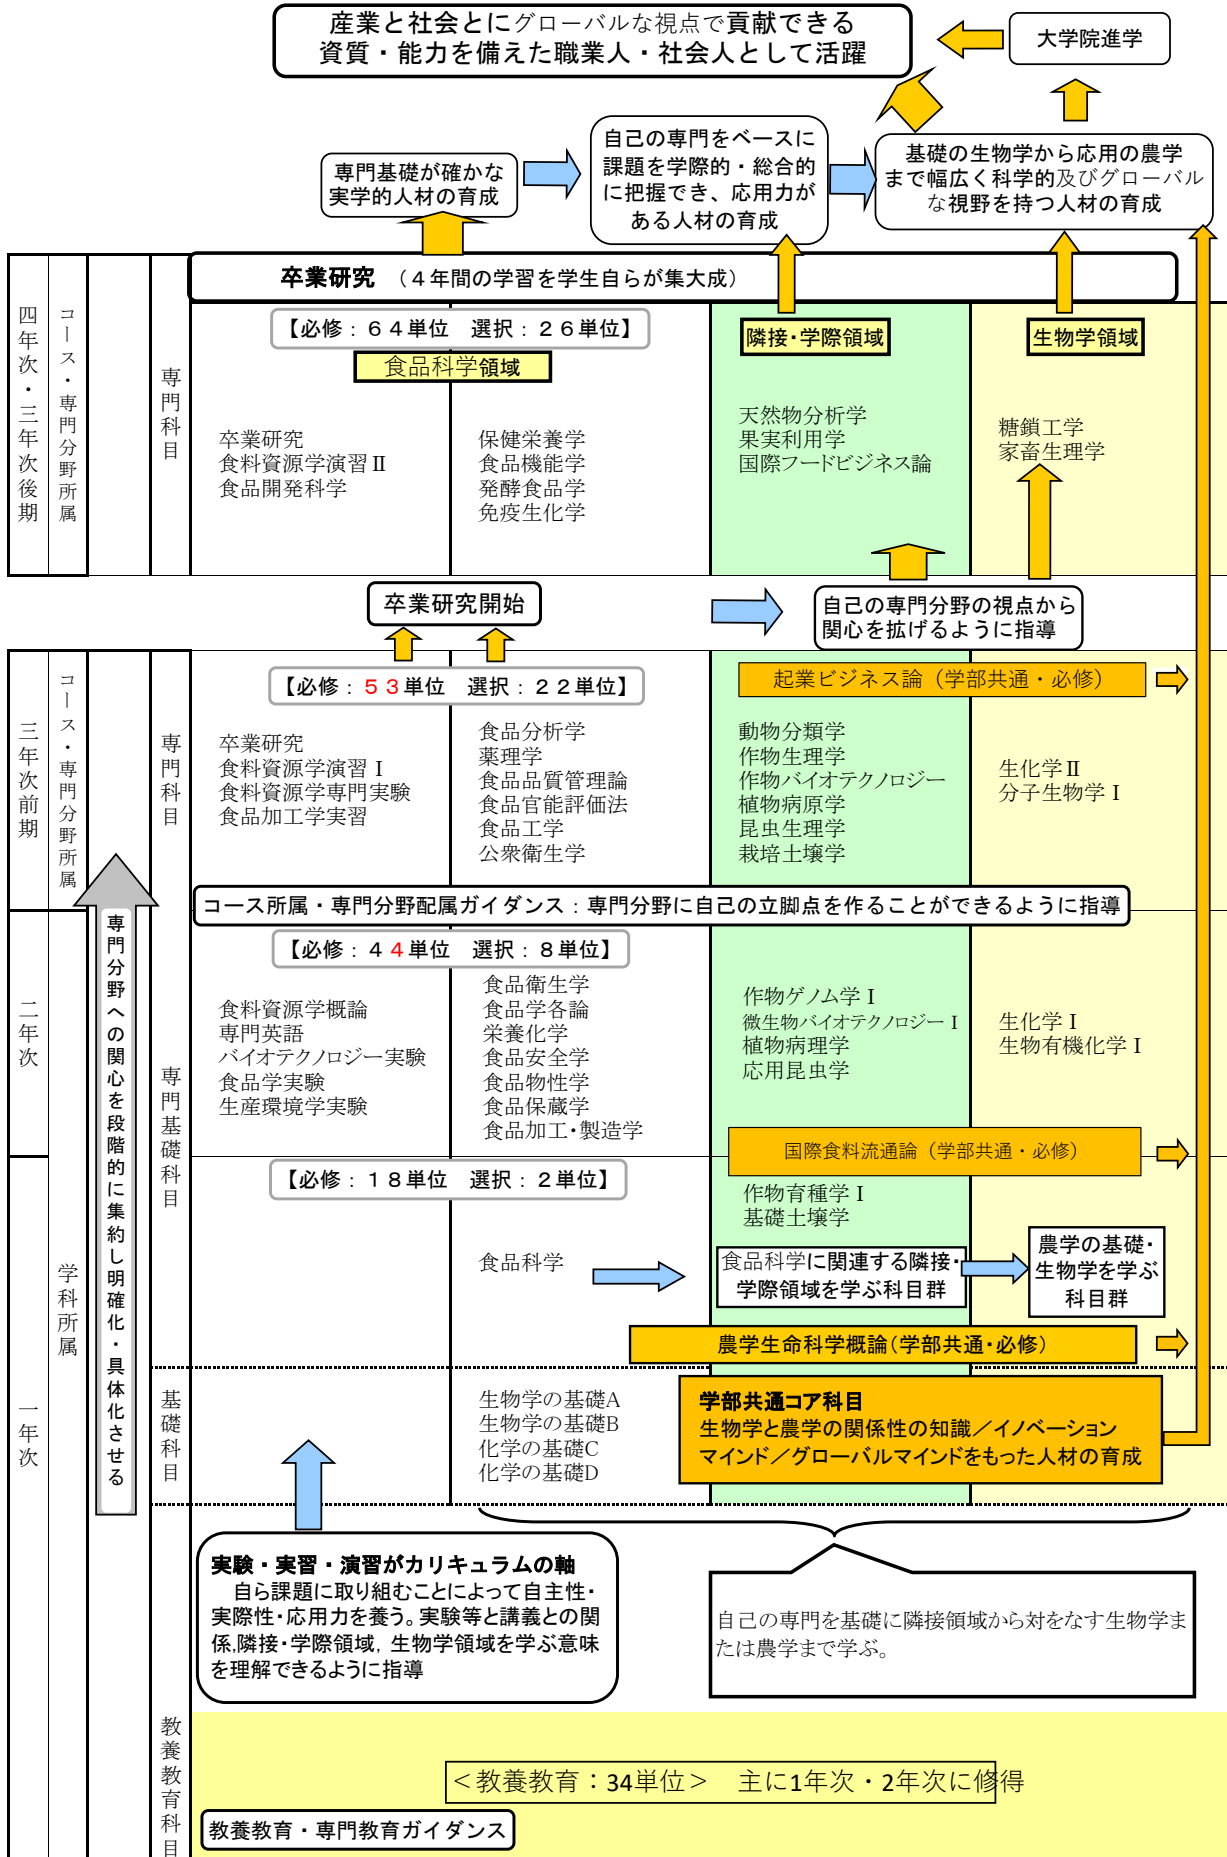 産業と社会とにグローバルな視点で貢献できる
資質・能力を備えた職業人・社会人として活躍
大学院進学
専門基礎が確かな
実学的人材の育成
自己の専門をベースに
課題を学際的・総合的
に把握でき、応用力が
ある人材の育成
基礎の生物学から応用の農学
まで幅広く科学的及びグローバル
な視野を持つ人材の育成
卒業研究 （４年間の学習を学生自らが集大成）
四年次・三年次後期
コース・専門分野所属
専門科目
【必修：６４単位　選択：２６単位】
食品科学領域
隣接・学際領域
生物学領域
卒業研究
食料資源学演習Ⅱ
食品開発科学
保健栄養学
食品機能学
発酵食品学
免疫生化学
天然物分析学
果実利用学
国際フードビジネス論
糖鎖工学
家畜生理学
卒業研究開始
自己の専門分野の視点から
関心を拡げるように指導
三年次前期
コース・専門分野所属
専門科目
【必修：５３単位　選択：２２単位】
起業ビジネス論（学部共通・必修）
卒業研究
食料資源学演習Ⅰ
食料資源学専門実験
食品加工学実習
食品分析学
薬理学
食品品質管理論
食品官能評価法
食品工学
公衆衛生学
動物分類学
作物生理学
作物バイオテクノロジー
植物病原学
昆虫生理学
栽培土壌学
生化学Ⅱ
分子生物学Ⅰ
コース所属・専門分野配属ガイダンス：専門分野に自己の立脚点を作ることができるように指導
専門分野への関心を段階的に集約し明確化・具体化させる
二年次
専門基礎科目
【必修：４４単位　選択：８単位】
食料資源学概論
専門英語
バイオテクノロジー実験
食品学実験
生産環境学実験
食品衛生学
食品学各論
栄養化学
食品安全学
食品物性学
食品保蔵学
食品加工・製造学
作物ゲノム学Ⅰ
微生物バイオテクノロジーⅠ
植物病理学
応用昆虫学
生化学Ⅰ
生物有機化学Ⅰ
国際食料流通論（学部共通・必修）
【必修：１８単位　選択：２単位】
作物育種学Ⅰ
基礎土壌学
学科所属
食品科学
食品科学に関連する隣接・
学際領域を学ぶ科目群
農学の基礎・
生物学を学ぶ
科目群
農学生命科学概論（学部共通・必修）
一年次
基礎科目
生物学の基礎A
生物学の基礎B
化学の基礎C
化学の基礎D
学部共通コア科目
生物学と農学の関係性の知識／イノベーション
マインド／グローバルマインドをもった人材の育成
実験・実習・演習がカリキュラムの軸
自ら課題に取り組むことによって自主性・
実際性・応用力を養う。実験等と講義との関
係,隣接・学際領域，生物学領域を学ぶ意味
を理解できるように指導
自己の専門を基礎に隣接領域から対をなす生物学ま
たは農学まで学ぶ。
教養教育科目
＜教養教育：34単位＞　主に1年次・2年次に修得
教養教育・専門教育ガイダンス